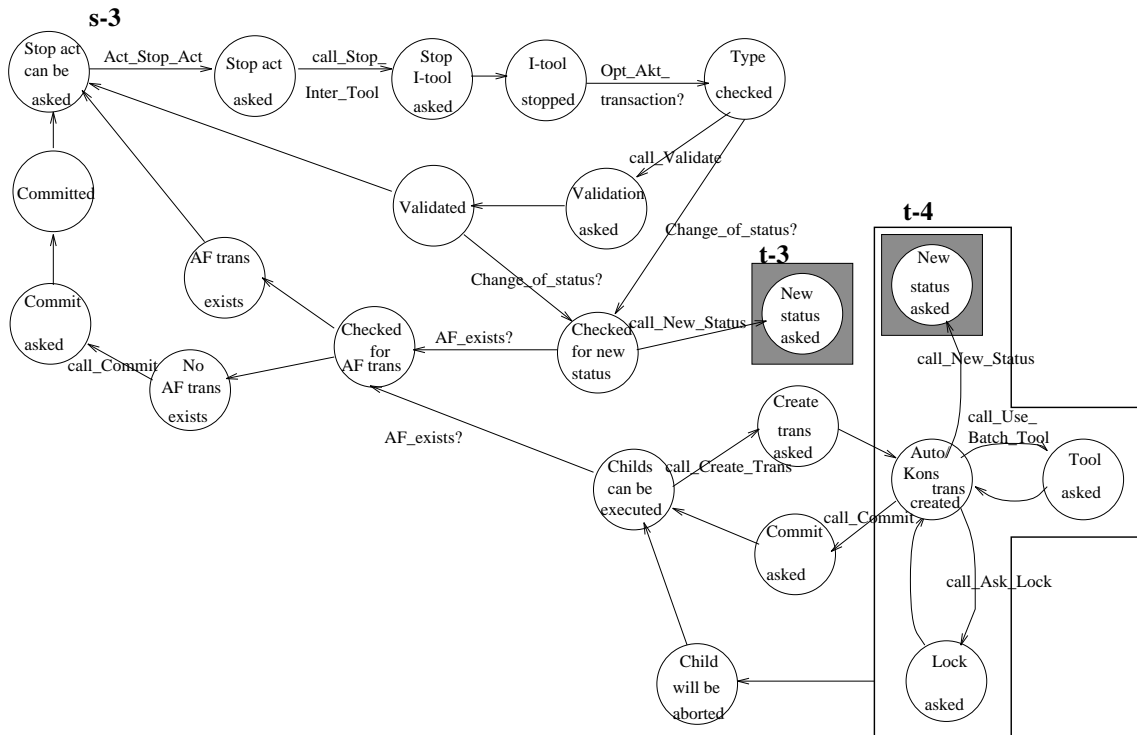 s-3
Stop act
can be
asked
Act_Stop_Act
Stop act
asked
call_Stop_
Inter_Tool
Stop
I-tool
asked
I-tool
stopped
Opt_Akt_
transaction?
Type
checked
call_Validate
Committed
Validated
Validation
asked
t-4
Change_of_status?
t-3
New
status
asked
AF trans
exists
Change_of_status?
New
status
asked
Commit
asked
Checked
for
AF trans
AF_exists?
Checked
for new
status
call_New_Status
call_New_Status
call_Commit
No
AF trans
exists
AF_exists?
Create
trans
asked
call_Use_
Batch_Tool
Childs
can be
executed
call_Create_Trans
Auto/
Kons
trans
created
Tool
asked
call_Commit
Commit
asked
call_Ask_Lock
Child
will be
aborted
Lock
asked